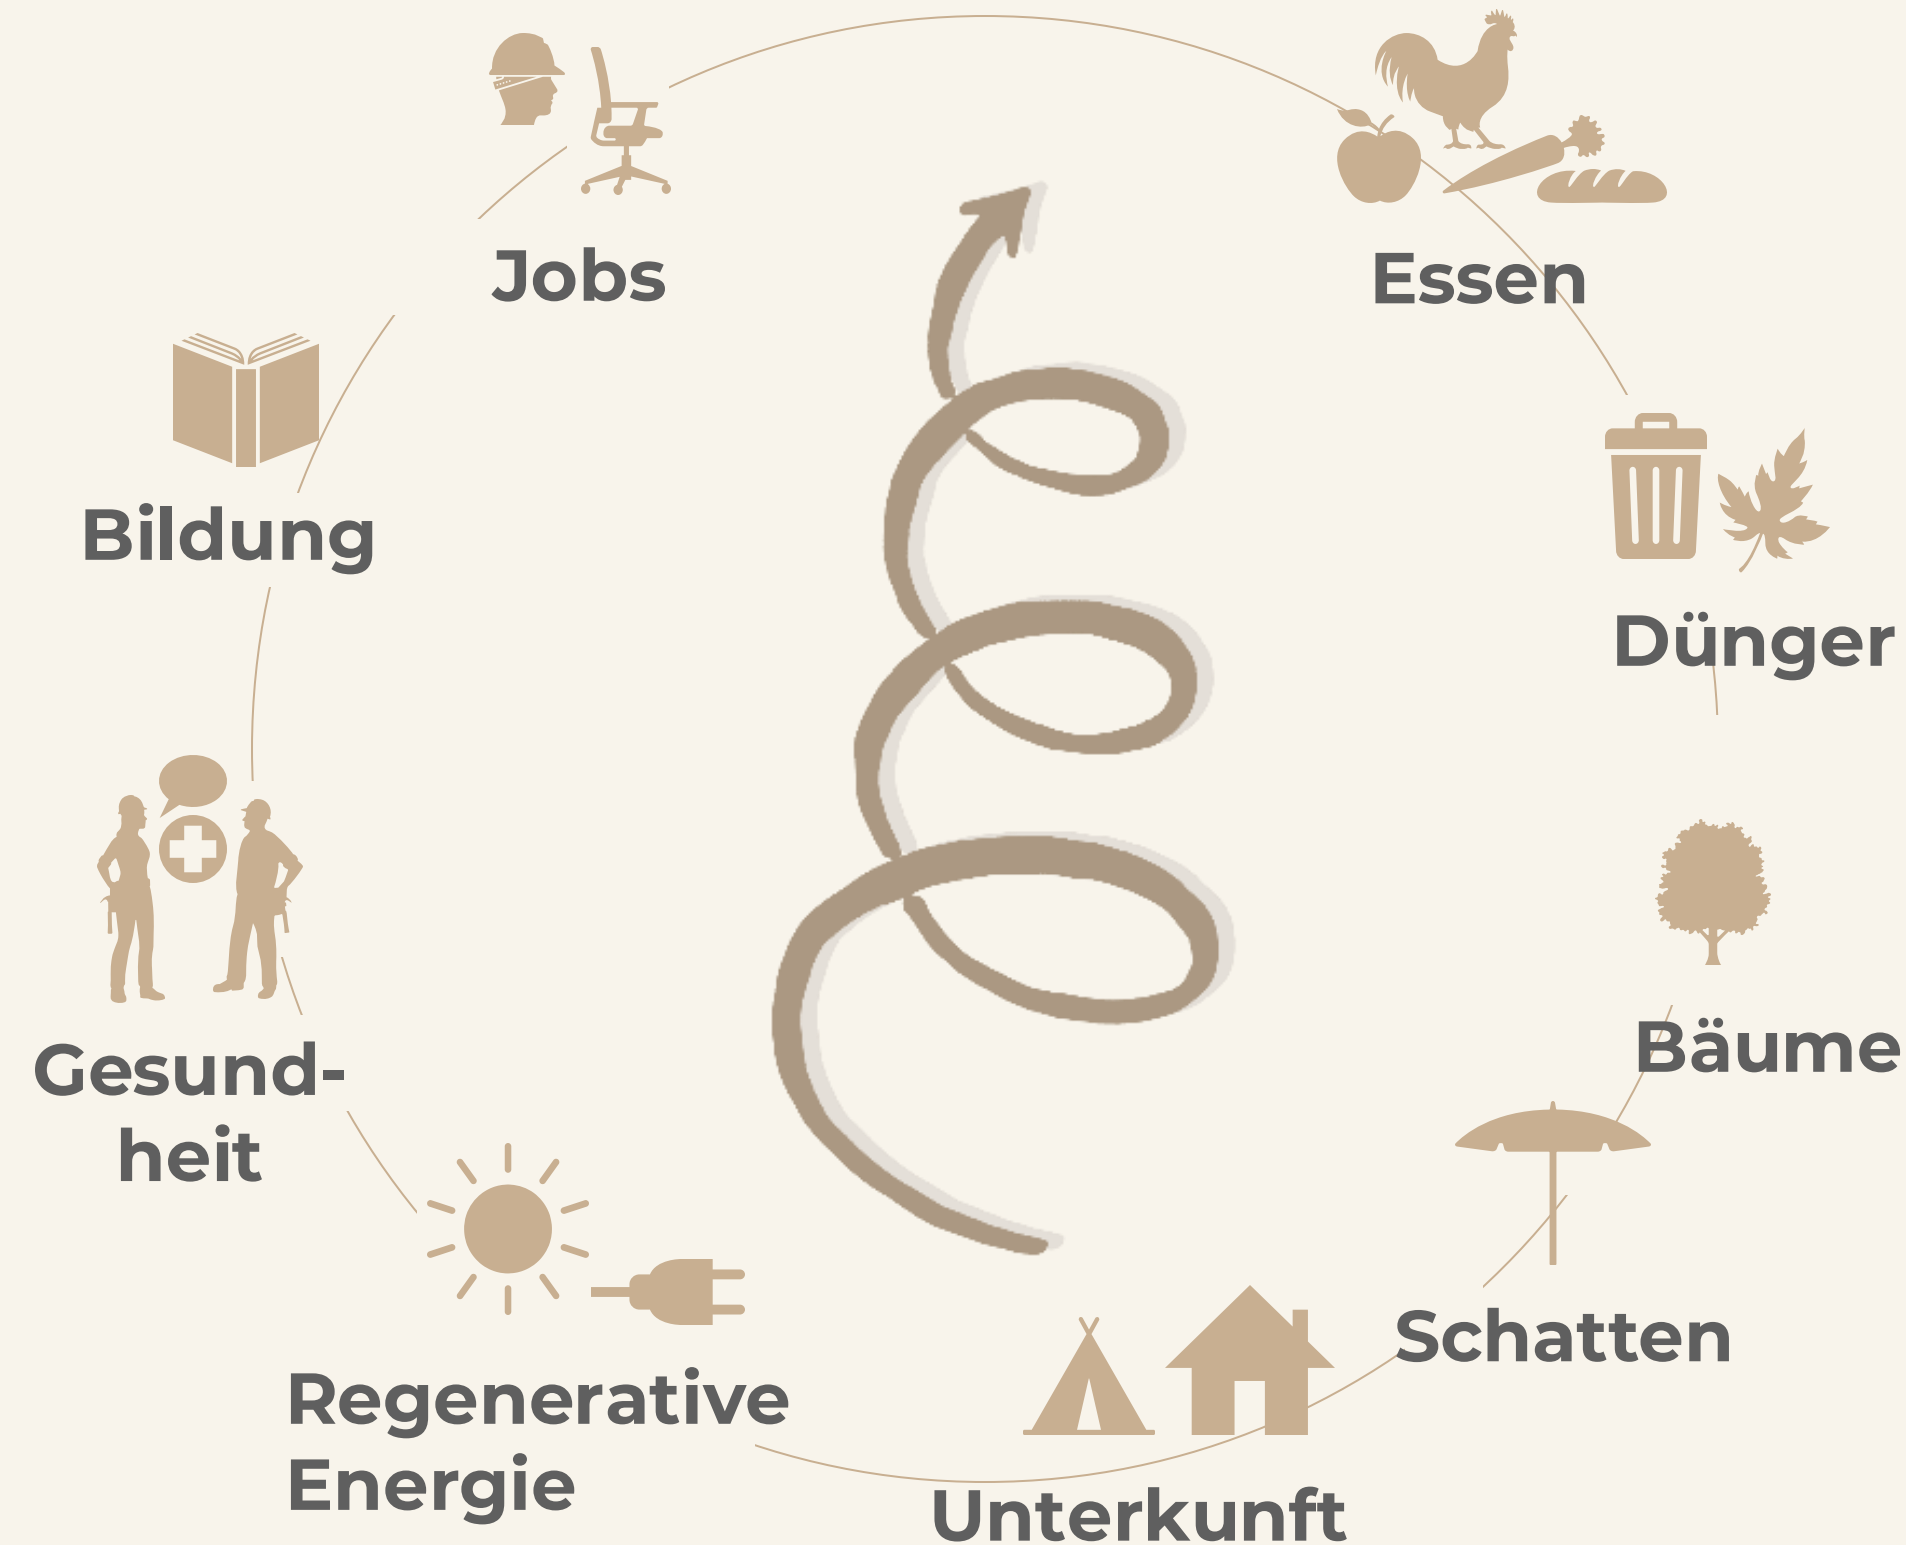 Jobs
Essen
Bildung
Dünger
Gesund-
heit
Bäume
Schatten
Regenerative
Energie
Unterkunft